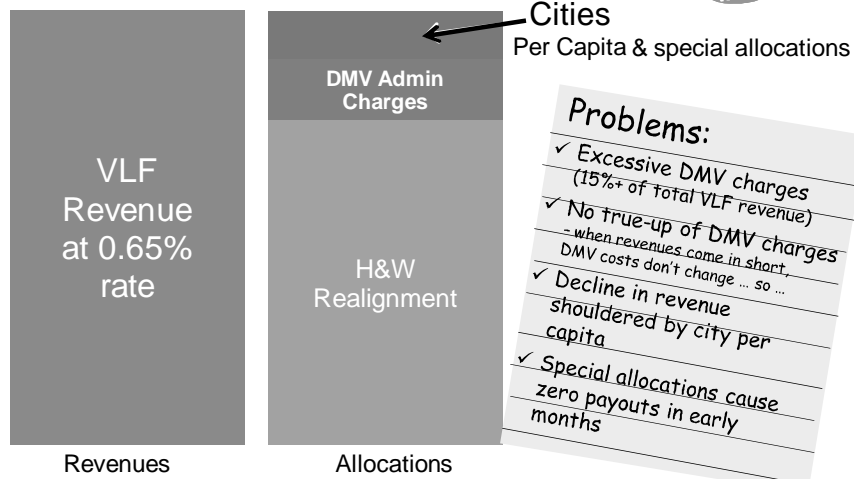 Cities
Per Capita & special allocations
DMV Admin
Charges
VLF
Revenue
at 0.65%
rate
H&W
Realignment
Problems:
✓ Excessive DMV charges
(15%+ of total VLF revenue)
✓ No true-up of DMV charges
- when revenues come in short,
DMV costs don't change ... so ...
✓ Decline in revenue
shouldered by city per
capita
✓ Special allocations cause
zero payouts in early
months
Revenues
Allocations